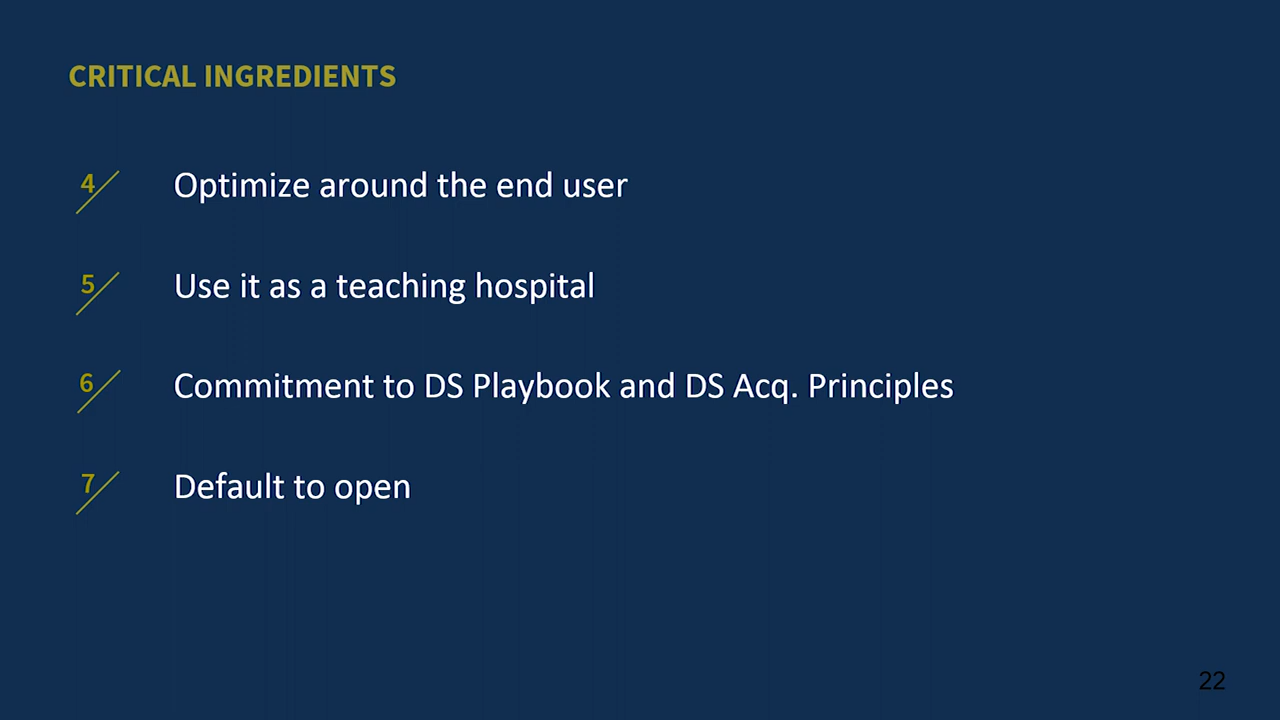 CRITICAL INGREDIENTS
4 Optimize around the end user
5 Use it as a teaching hospital
6 Commitment to DS Playbook and DS Acq. Principles
7 Default to open
22